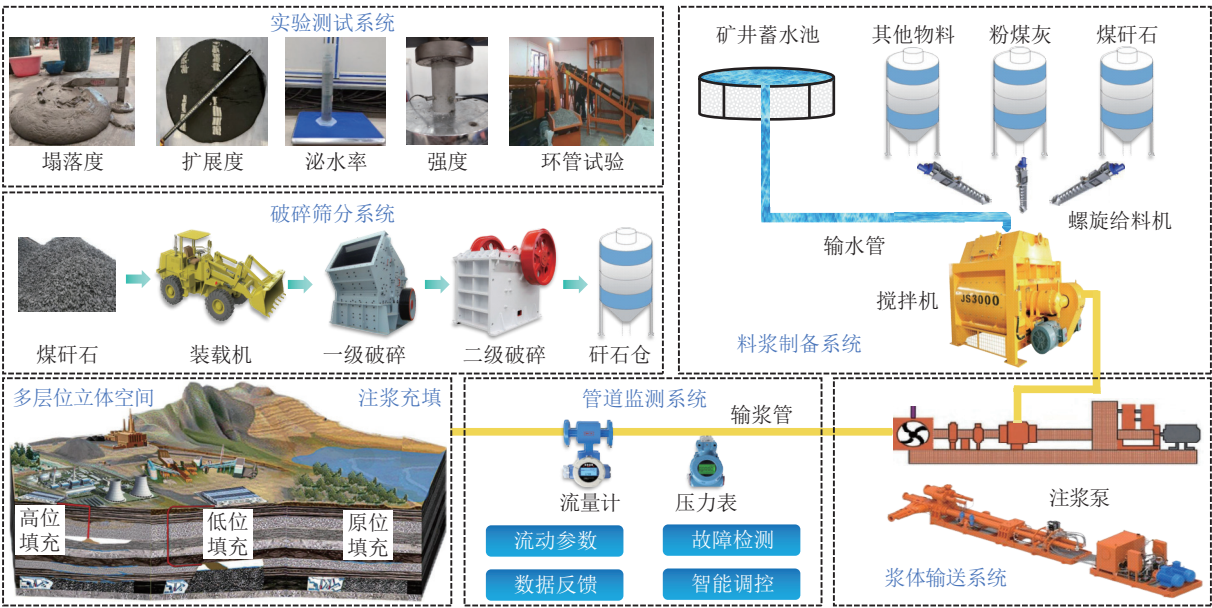 实验测试系统
塌落度
扩展度
泌水率
强度
环管试验
破碎筛分系统
煤矸石
装载机
一级破碎
二级破碎
矸石仓
矿井蓄水池
其他物料
粉煤灰
煤矸石
输水管
螺旋给料机
搅拌机
JS3000
料浆制备系统
多层位立体空间
注浆充填
高位
填充
低位
填充
原位
填充
管道监测系统
输浆管
流量计
压力表
流动参数
故障检测
数据反馈
智能调控
注浆泵
浆体输送系统